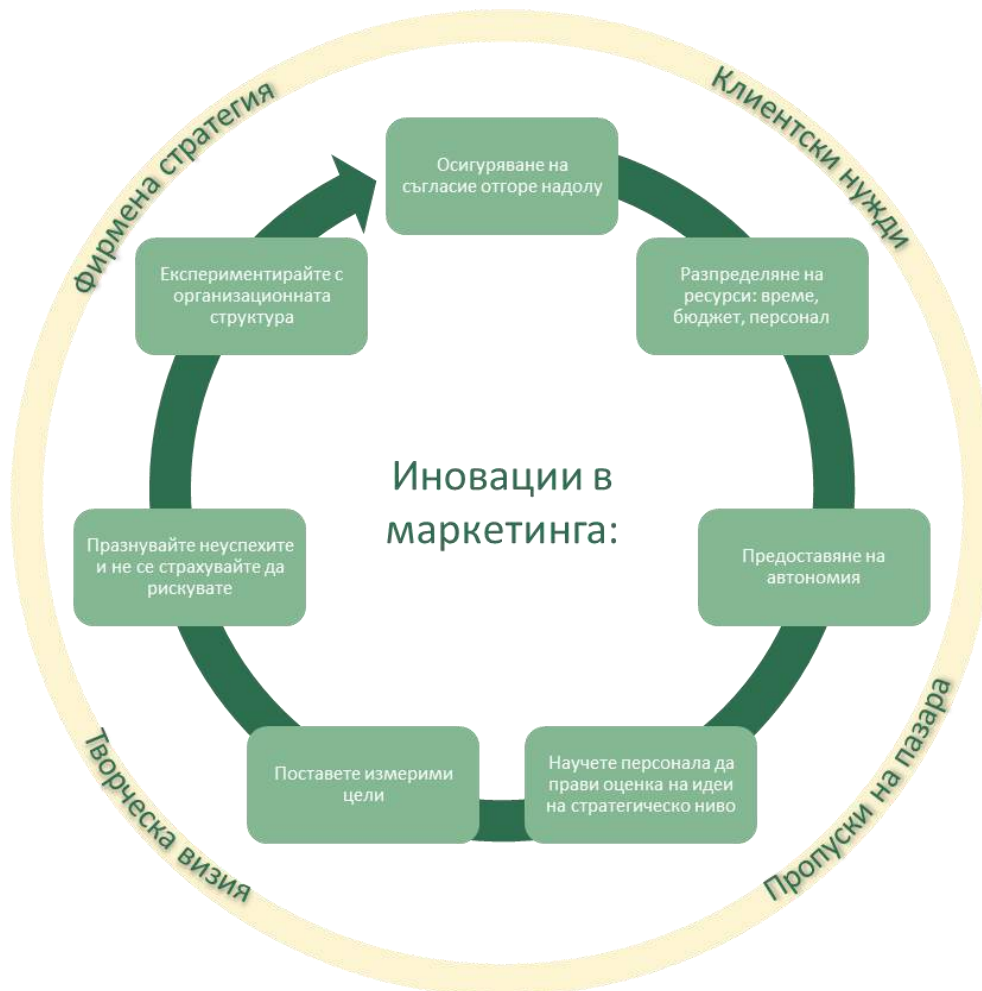 Фирмена стратегия
Клиентски нужди
Осигуряване на
съгласие отгоре надолу
Разпределяне на
ресурси: време,
бюджет, персонал
Предоставяне на
автономия
Научете персонала да
прави оценка на идеи
на стратегическо ниво
Поставете измерими
цели
Празнувайте неуспехите
и не се страхувайте да
рискувате
Експериментирайте с
организационната
структура
Иновации в
маркетинга:
Творческа визия
Пропуски на пазара